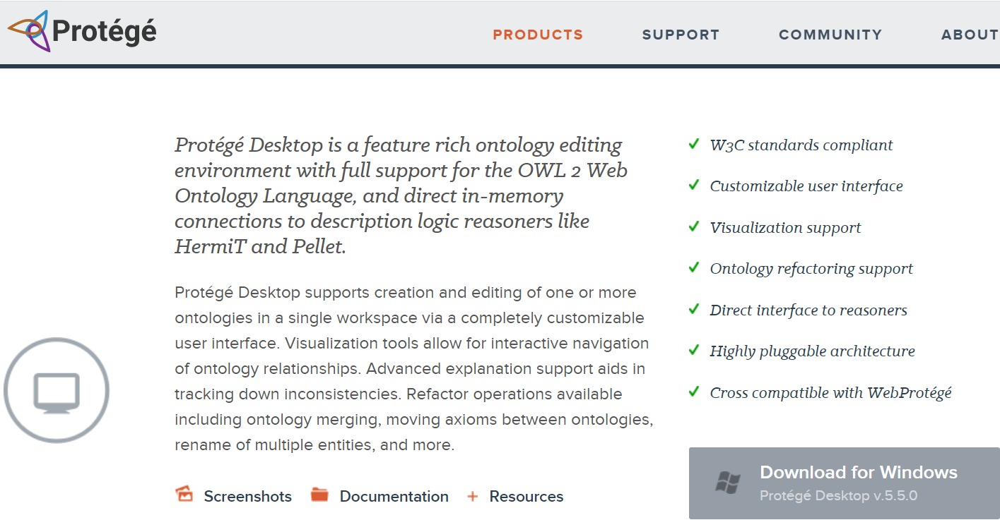 Protégé
PRODUCTS
SUPPORT
COMMUNITY
ABOUT
Protégé Desktop is a feature rich ontology editing
environment with full support for the OWL 2 Web
Ontology Language, and direct in-memory
connections to description logic reasoners like
HermiT and Pellet.
Protégé Desktop supports creation and editing of one or more
ontologies in a single workspace via a completely customizable
user interface. Visualization tools allow for interactive navigation
of ontology relationships. Advanced explanation support aids in
tracking down inconsistencies. Refactor operations available
including ontology merging, moving axioms between ontologies,
rename of multiple entities, and more.
Screenshots
Documentation
+ Resources
W3C standards compliant
Customizable user interface
Visualization support
Ontology refactoring support
Direct interface to reasoners
Highly pluggable architecture
Cross compatible with WebProtégé
Download for Windows
Protégé Desktop v.5.5.0